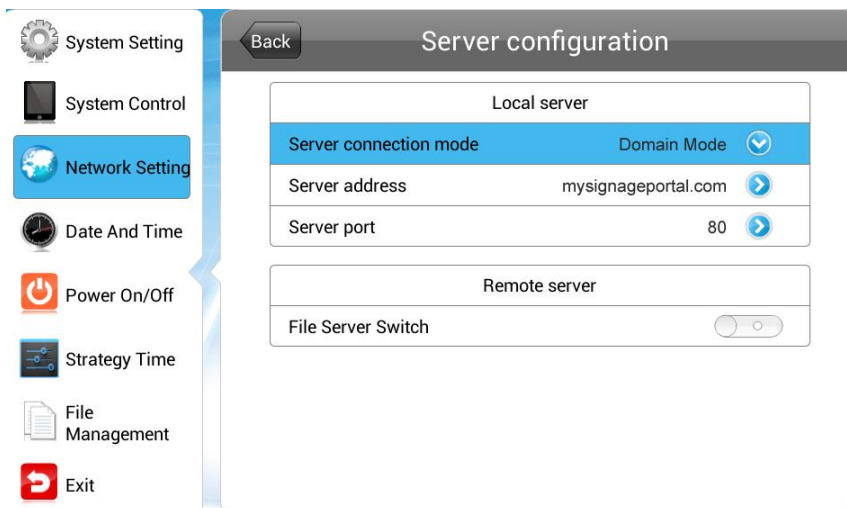 System Setting
System Control
Network Setting
Date And Time
Power On/Off
Strategy Time
File
Management
Exit
Back
Server configuration
Local server
Server connection mode Domain Mode
Server address mysignageportal.com
Server port 80
Remote server
File Server Switch